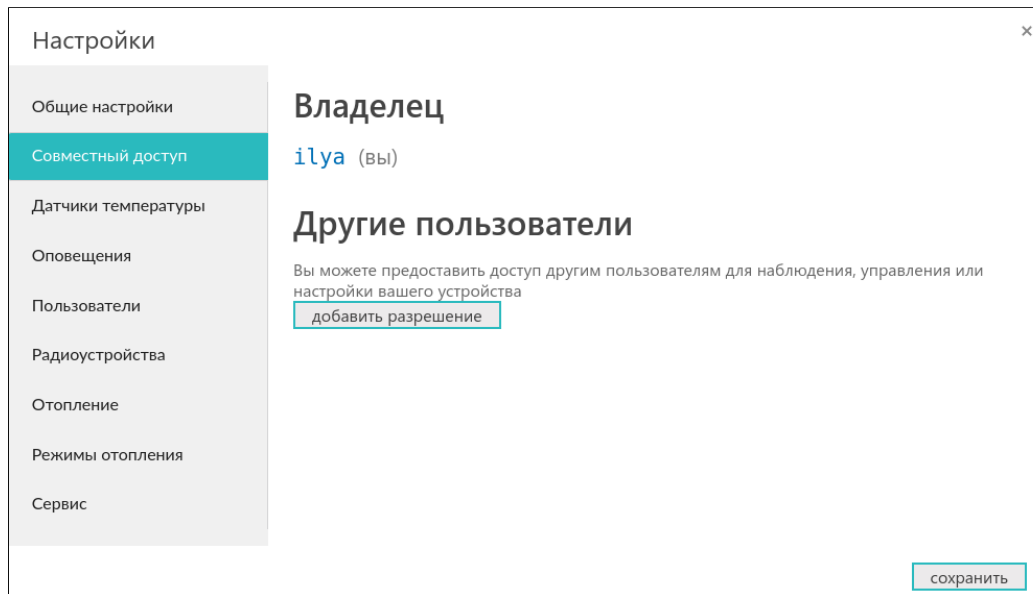 Настройки
×
Общие настройки
Совместный доступ
Датчики температуры
Оповещения
Пользователи
Радиоустройства
Отопление
Режимы отопления
Сервис
Владелец
ilya (вы)
Другие пользователи
Вы можете предоставить доступ другим пользователям для наблюдения, управления или
настройки вашего устройства
добавить разрешение
сохранить